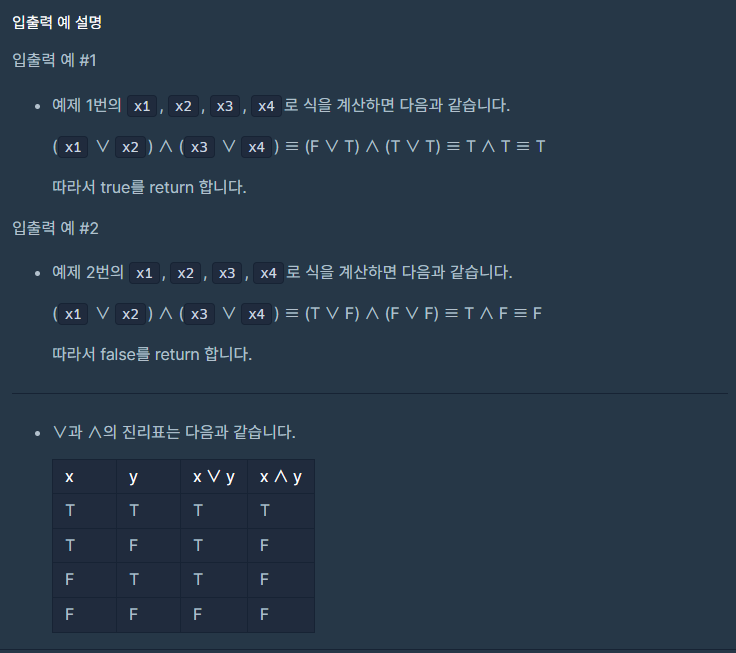 입출력 예 설명
입출력 예 #1
• 예제 1번의 x1, x2, x3, x4로 식을 계산하면 다음과 같습니다.
(x1 ∨ x2) ∧ (x3 ∨ x4) ≡ (F ∨ T) ∧ (T ∨ T) ≡ T ∧ T ≡ T
따라서 true를 return 합니다.
입출력 예 #2
• 예제 2번의 x1, x2, x3, x4로 식을 계산하면 다음과 같습니다.
(x1 ∨ x2) ∧ (x3 ∨ x4) ≡ (T ∨ F) ∧ (F ∨ F) ≡ T ∧ F ≡ F
따라서 false를 return 합니다.
• ∨과 ∧의 진리표는 다음과 같습니다.
x y x ∨ y x ∧ y
T T T T
T F T F
F T T F
F F F F